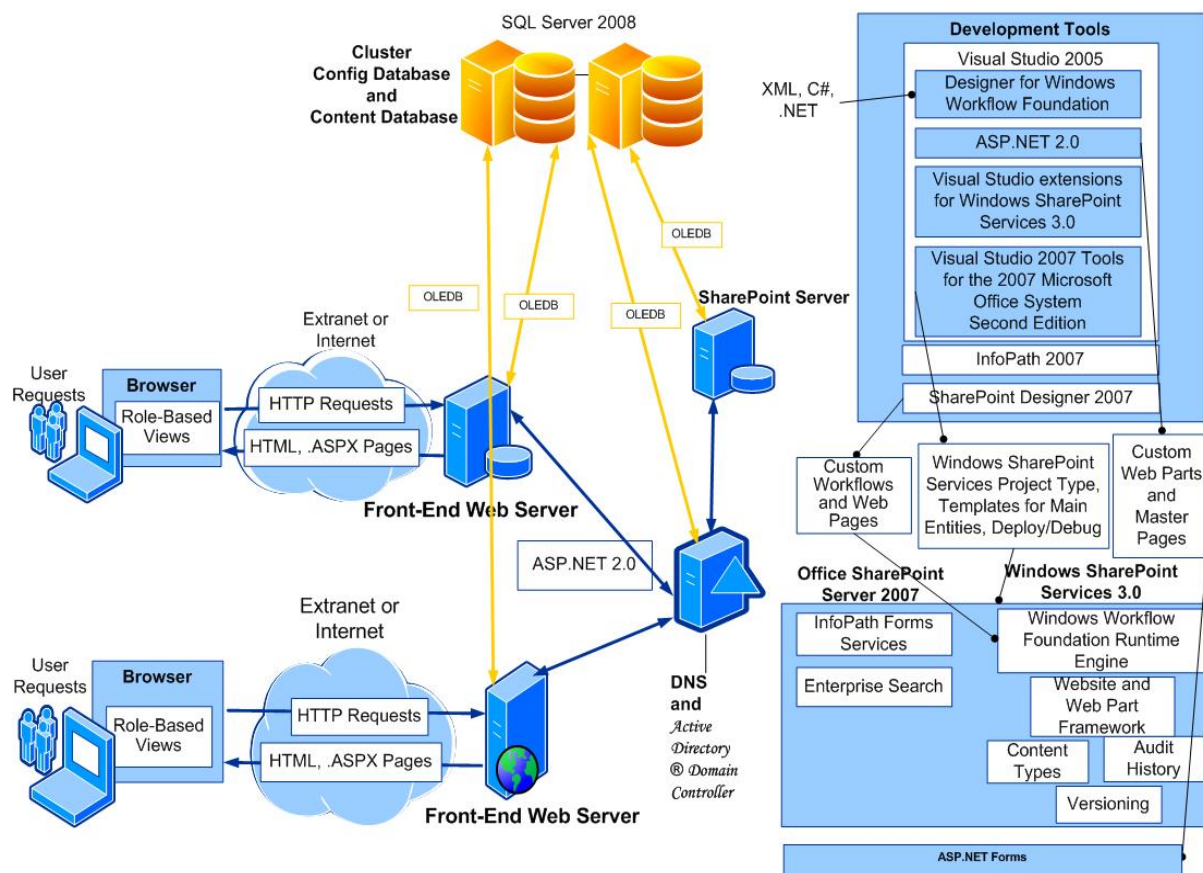 SQL Server 2008
Cluster
Config Database
and
Content Database
OLEDB
OLEDB
OLEDB
OLEDB
SharePoint Server
Extranet or
Internet
User
Requests
Browser
Role-Based
Views
HTTP Requests
HTML, .ASPX Pages
Front-End Web Server
ASP.NET 2.0
Extranet or
Internet
User
Requests
Browser
Role-Based
Views
HTTP Requests
HTML, .ASPX Pages
Front-End Web Server
DNS
and
Active
Directory
® Domain
Controller
Development Tools
Visual Studio 2005
XML, C#,
.NET
Designer for Windows
Workflow Foundation
ASP.NET 2.0
Visual Studio extensions
for Windows SharePoint
Services 3.0
Visual Studio 2007 Tools
for the 2007 Microsoft
Office System
Second Edition
InfoPath 2007
SharePoint Designer 2007
Custom
Workflows
and Web
Pages
Windows SharePoint
Services Project Type,
Templates for Main
Entities, Deploy/Debug
Custom
Web Parts
and
Master
Pages
Office SharePoint
Server 2007
Windows SharePoint
Services 3.0
InfoPath Forms
Services
Enterprise Search
Windows Workflow
Foundation Runtime
Engine
Website and
Web Part
Framework
Content
Types
Audit
History
Versioning
ASP.NET Forms